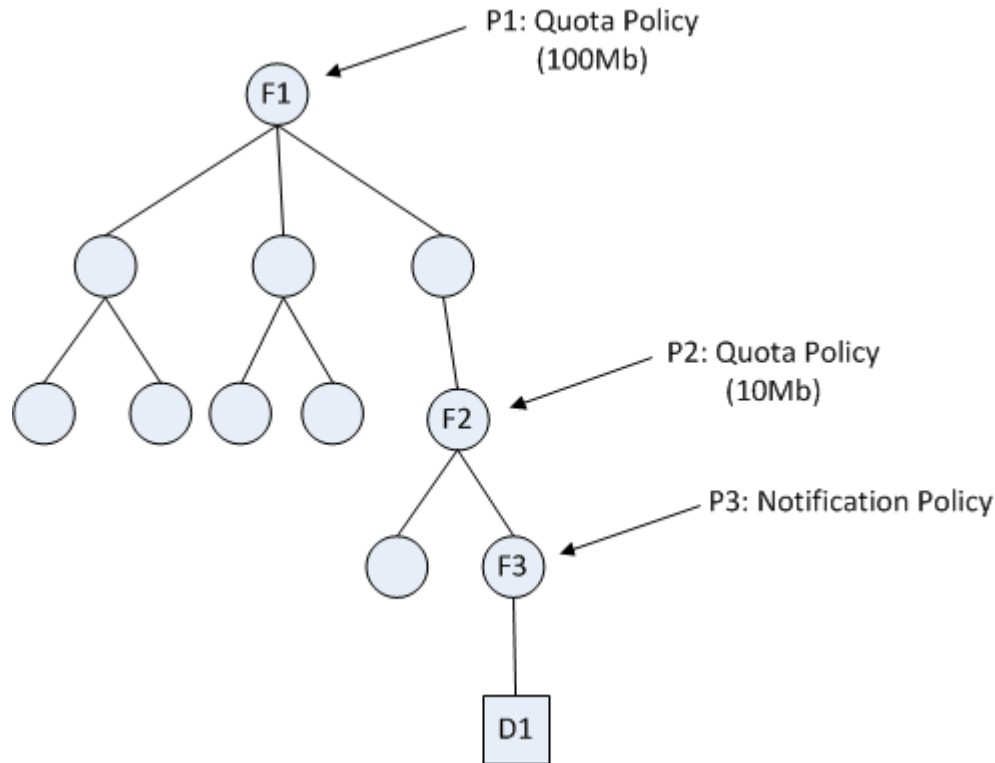 P1: Quota Policy
(100Mb)
F1
P2: Quota Policy
(10Mb)
F2
P3: Notification Policy
F3
D1